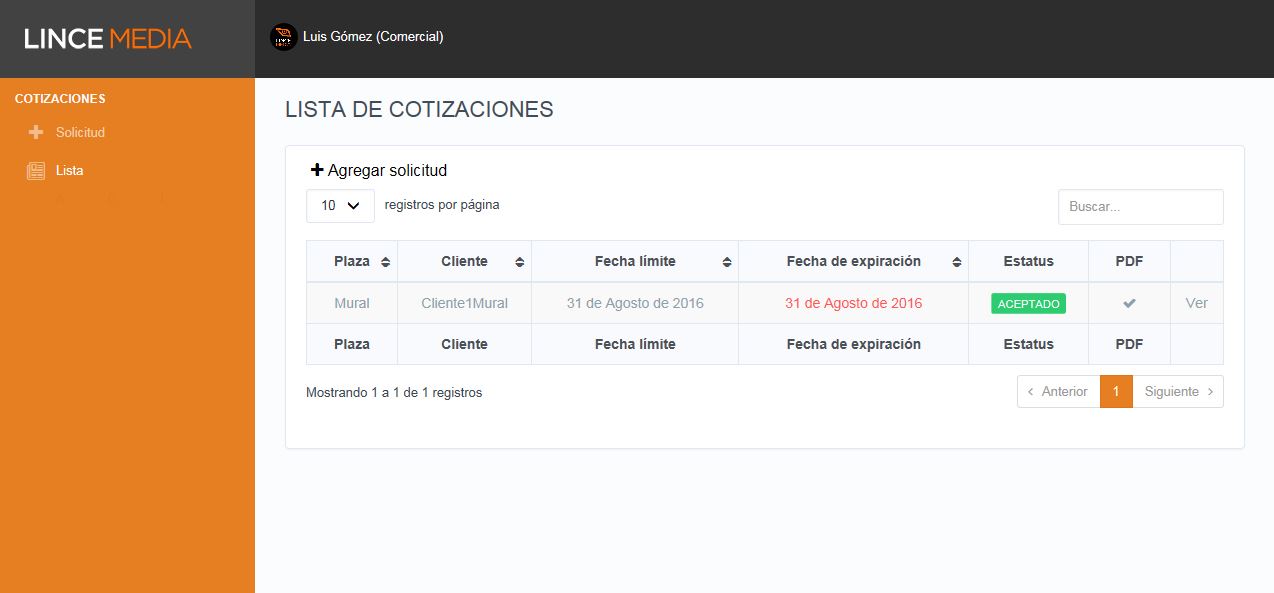 LINCE MEDIA
Luis Gómez (Comercial)
COTIZACIONES
Solicitud
Lista
LISTA DE COTIZACIONES
Agregar solicitud
10 registros por página
Buscar...
Plaza Cliente Fecha límite Fecha de expiración Estatus PDF
Mural Cliente1Mural 31 de Agosto de 2016 31 de Agosto de 2016 ACEPTADO Ver
Plaza Cliente Fecha límite Fecha de expiración Estatus PDF
Mostrando 1 a 1 de 1 registros
Anterior 1 Siguiente